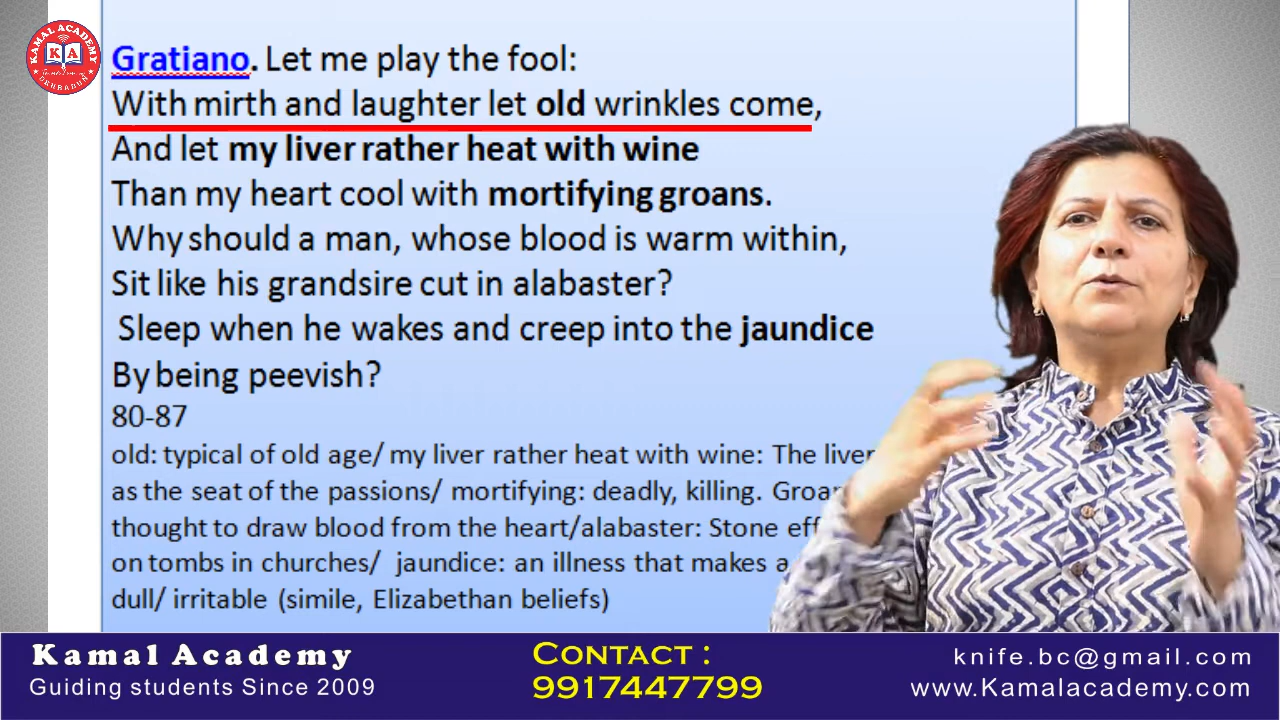 Gratiano. Let me play the fool:
With mirth and laughter let old wrinkles come,
And let my liver rather heat with wine
Than my heart cool with mortifying groans.
Why should a man, whose blood is warm within,
Sit like his grandsire cut in alabaster?
Sleep when he wakes and creep into the jaundice
By being peevish?
80-87
old: typical of old age/ my liver rather heat with wine: The liver
as the seat of the passions/ mortifying: deadly, killing.
thought to draw blood from the heart/alabaster: Stone
on tombs in churches/ jaundice: an illness that makes a
dull/ irritable (simile, Elizabethan beliefs)
KAMAL ACADEMY
KA
Kamal Academy
Guiding students Since 2009
CONTACT :
9917447799
knife.bc@gmail.com
www.Kamalacademy.com